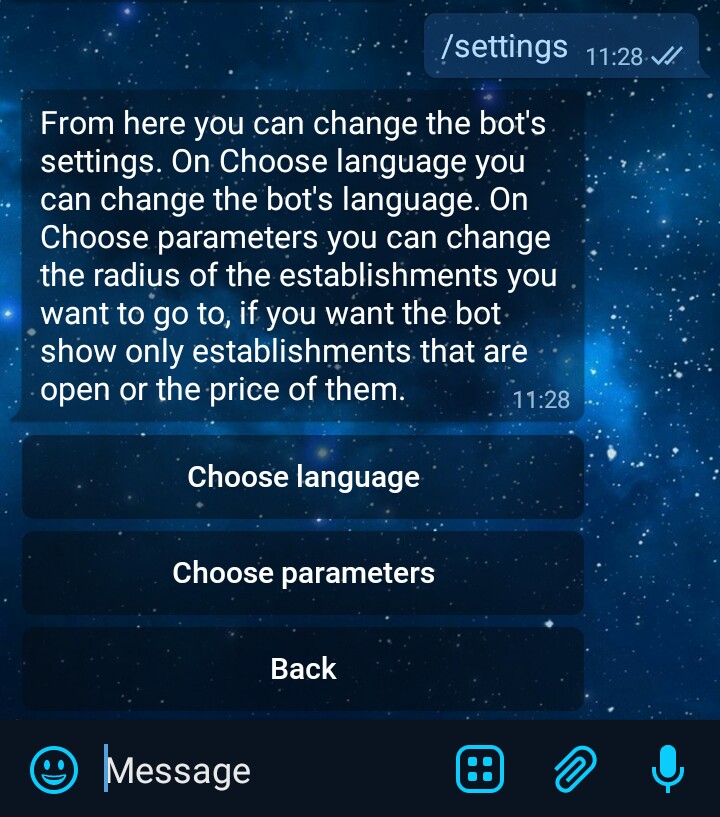 /settings 11:28
From here you can change the bot's
settings. On Choose language you
can change the bot's language. On
Choose parameters you can change
the radius of the establishments you
want to go to, if you want the bot
show only establishments that are
open or the price of them.
11:28
Choose language
Choose parameters
Back
Message